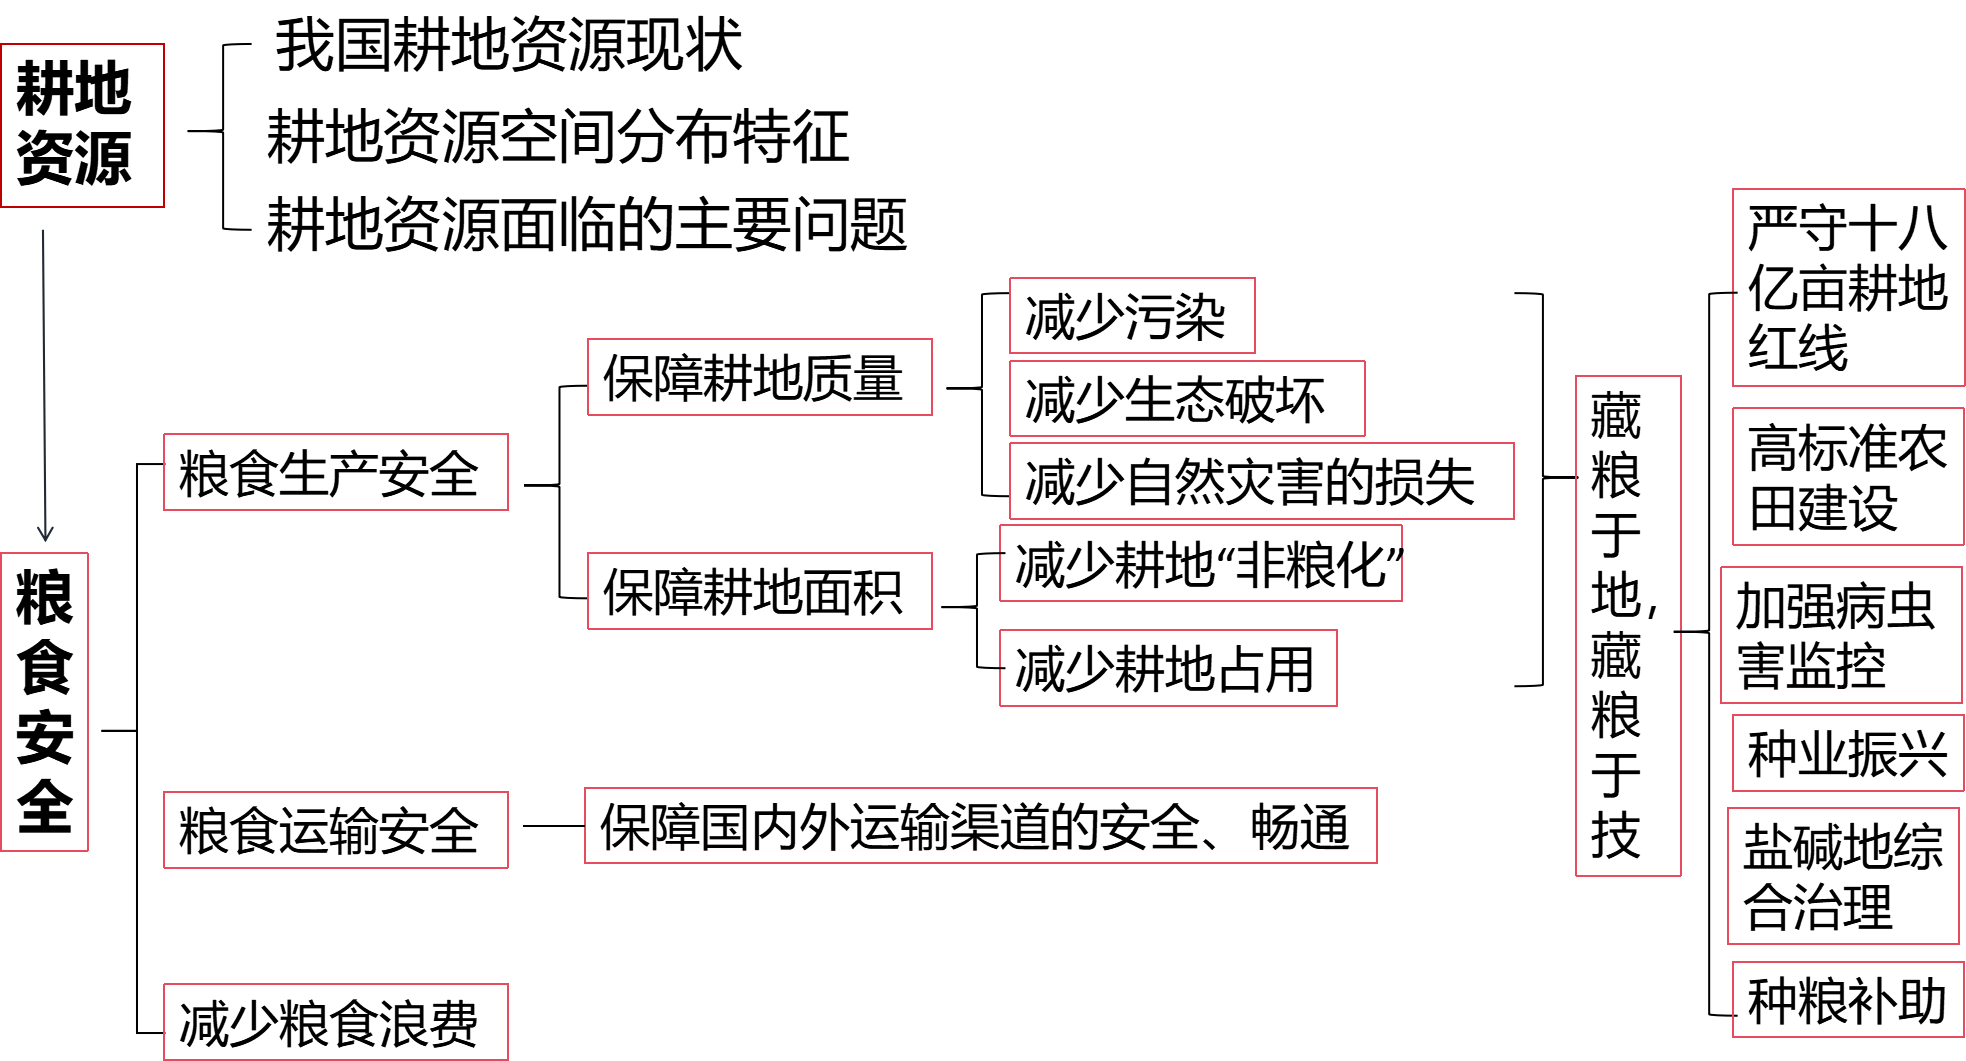 耕地
资源
我国耕地资源现状
耕地资源空间分布特征
耕地资源面临的主要问题
粮
食
安
全
粮食生产安全
保障耕地质量
减少污染
减少生态破坏
减少自然灾害的损失
保障耕地面积
减少耕地“非粮化”
减少耕地占用
粮食运输安全
保障国内外运输渠道的安全、畅通
减少粮食浪费
藏
粮
于
地,
藏
粮
于
技
严守十八
亿亩耕地
红线
高标准农
田建设
加强病虫
害监控
种业振兴
盐碱地综
合治理
种粮补助